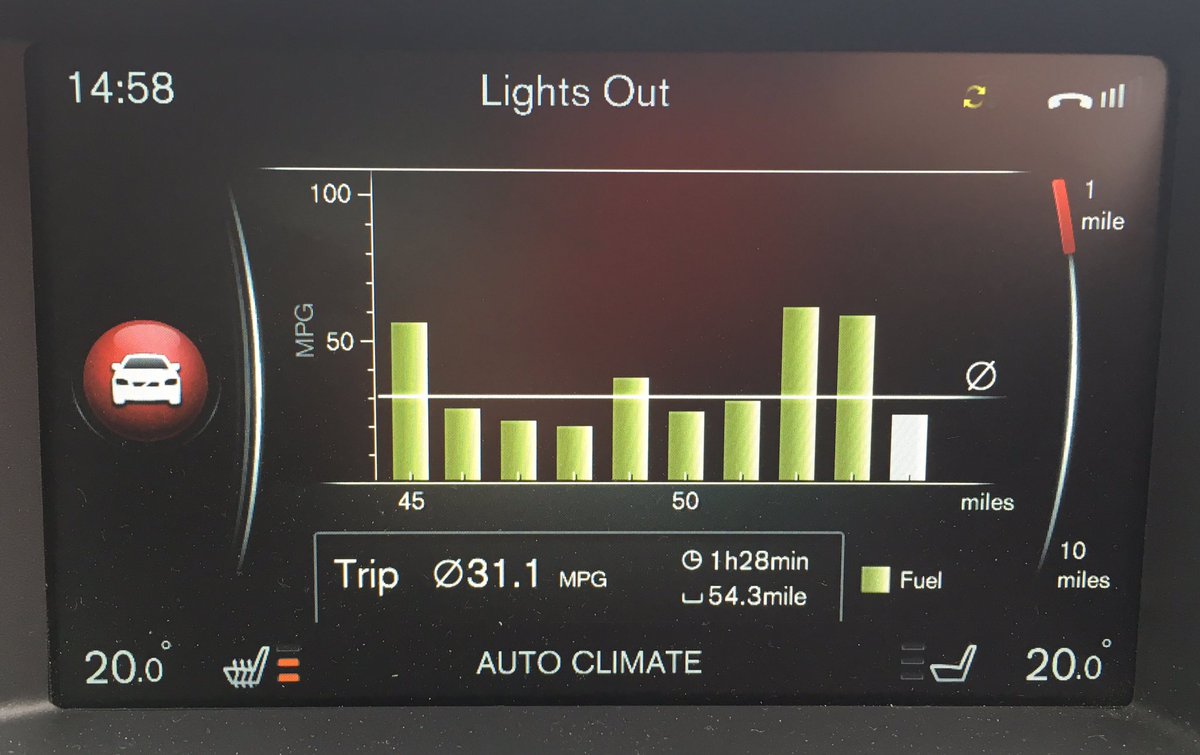 14:58
Lights Out
100
MPG
50
Ø
45
50
miles
1
mile
10
miles
Trip Ø31.1 MPG
1h28min
54.3mile
Fuel
20.0°
AUTO CLIMATE
20.0°